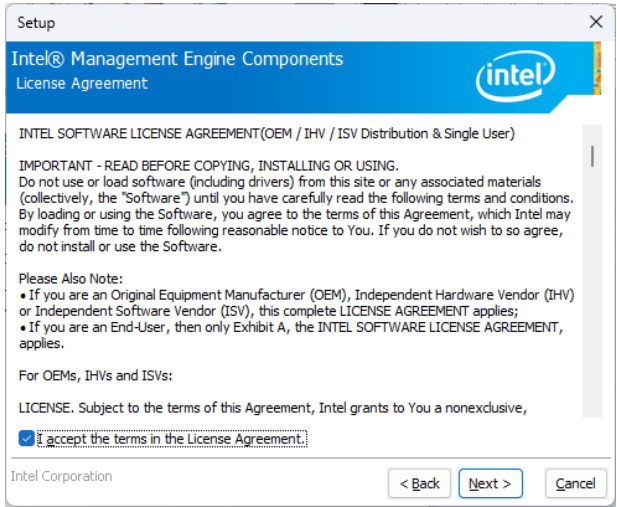 Setup
Intel® Management Engine Components
License Agreement
intel
INTEL SOFTWARE LICENSE AGREEMENT(OEM / IHV / ISV Distribution & Single User)
IMPORTANT - READ BEFORE COPYING, INSTALLING OR USING.
Do not use or load software (including drivers) from this site or any associated materials
(collectively, the "Software") until you have carefully read the following terms and conditions.
By loading or using the Software, you agree to the terms of this Agreement, which Intel may
modify from time to time following reasonable notice to You. If you do not wish to so agree,
do not install or use the Software.
Please Also Note:
• If you are an Original Equipment Manufacturer (OEM), Independent Hardware Vendor (IHV)
or Independent Software Vendor (ISV), this complete LICENSE AGREEMENT applies;
• If you are an End-User, then only Exhibit A, the INTEL SOFTWARE LICENSE AGREEMENT,
applies.
For OEMs, IHVs and ISVs:
LICENSE. Subject to the terms of this Agreement, Intel grants to You a nonexclusive,
I accept the terms in the License Agreement.
Intel Corporation
< Back Next > Cancel